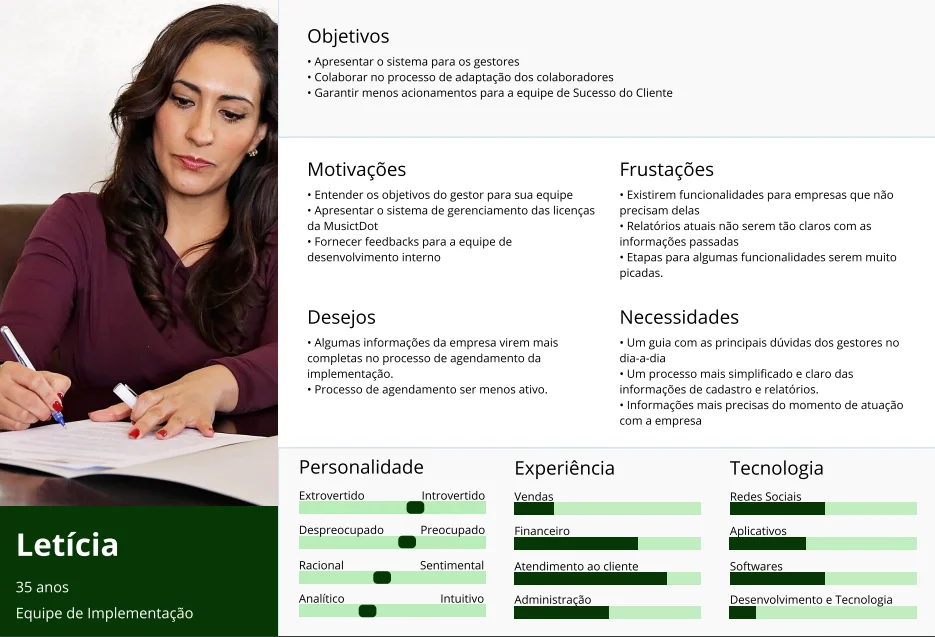 Objetivos
• Apresentar o sistema para os gestores
• Colaborar no processo de adaptação dos colaboradores
• Garantir menos acionamentos para a equipe de Sucesso do Cliente
Motivações
• Entender os objetivos do gestor para sua equipe
• Apresentar o sistema de gerenciamento das licenças
da MusictDot
• Fornecer feedbacks para a equipe de
desenvolvimento interno
Frustações
• Existirem funcionalidades para empresas que não
precisam delas
• Relatórios atuais não serem tão claros com as
informações passadas
• Etapas para algumas funcionalidades serem muito
picadas.
Desejos
• Algumas informações da empresa virem mais
completas no processo de agendamento da
implementação.
• Processo de agendamento ser menos ativo.
Necessidades
• Um guia com as principais dúvidas dos gestores no
dia-a-dia
• Um processo mais simplificado e claro das
informações de cadastro e relatórios.
• Informações mais precisas do momento de atuação
com a empresa
Letícia
35 anos
Equipe de Implementação
Personalidade
Extrovertido Introvertido
Despreocupado Preocupado
Racional Sentimental
Analítico Intuitivo
Experiência
Vendas
Financeiro
Atendimento ao cliente
Administração
Tecnologia
Redes Sociais
Aplicativos
Softwares
Desenvolvimento e Tecnologia